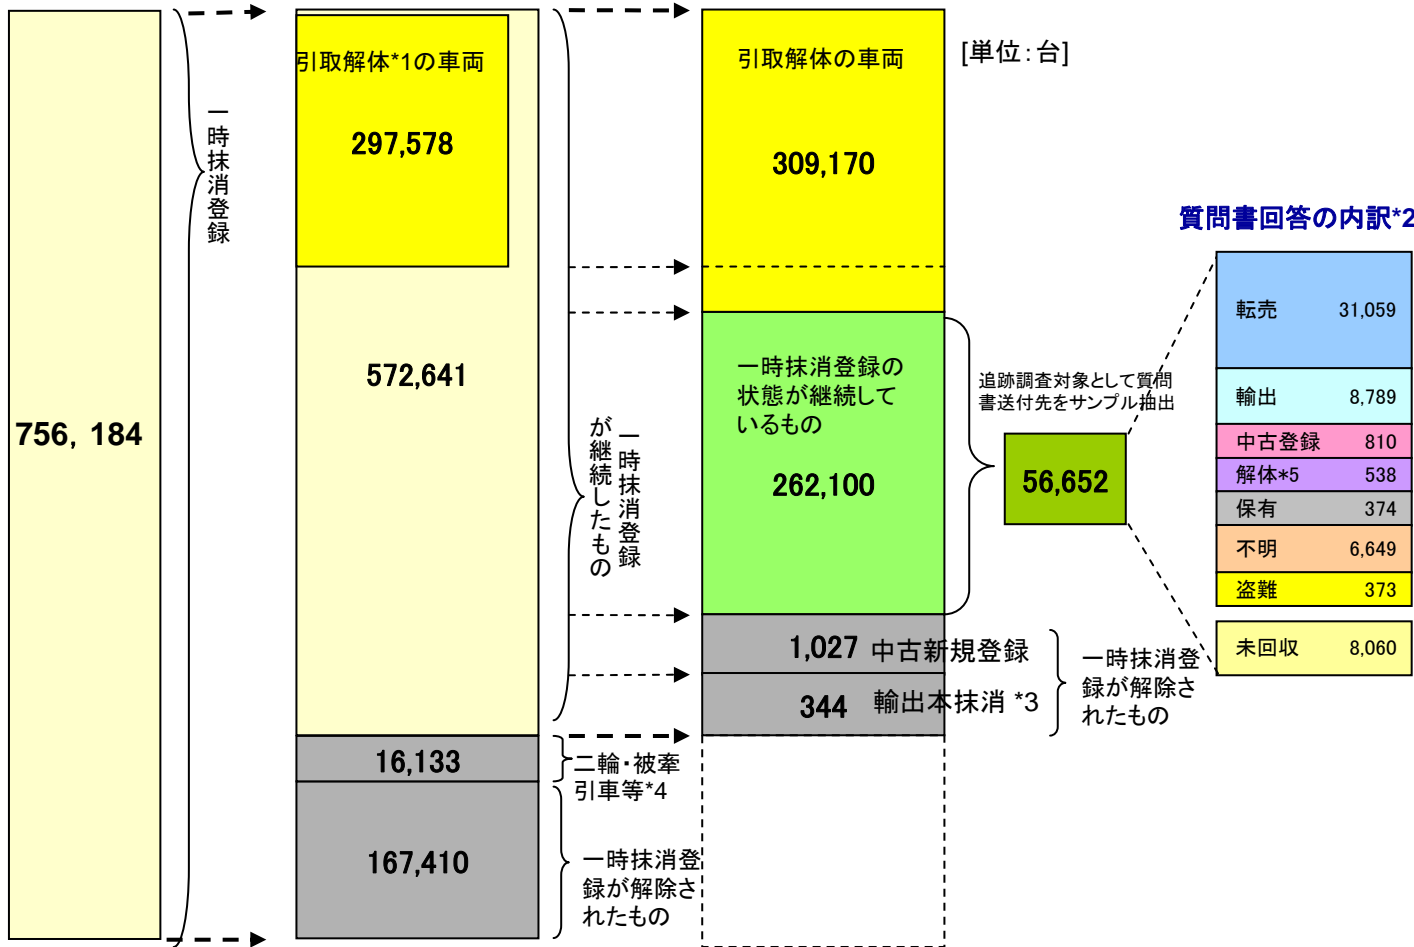 756, 184
一時抹消登録
引取解体*1の車両
297,578
572,641
一時抹消登録
が継続したもの
16,133
二輪・被牽
引車等*4
167,410
一時抹消登
録が解除さ
れたもの
引取解体の車両
309,170
[単位:台]
一時抹消登録の
状態が継続して
いるもの
262,100
1,027 中古新規登録
344 輸出本抹消 *3
一時抹消登
録が解除さ
れたもの
追跡調査対象として質問
書送付先をサンプル抽出
56,652
質問書回答の内訳*2
転売 31,059
輸出 8,789
中古登録 810
解体*5 538
保有 374
不明 6,649
盗難 373
未回収 8,060